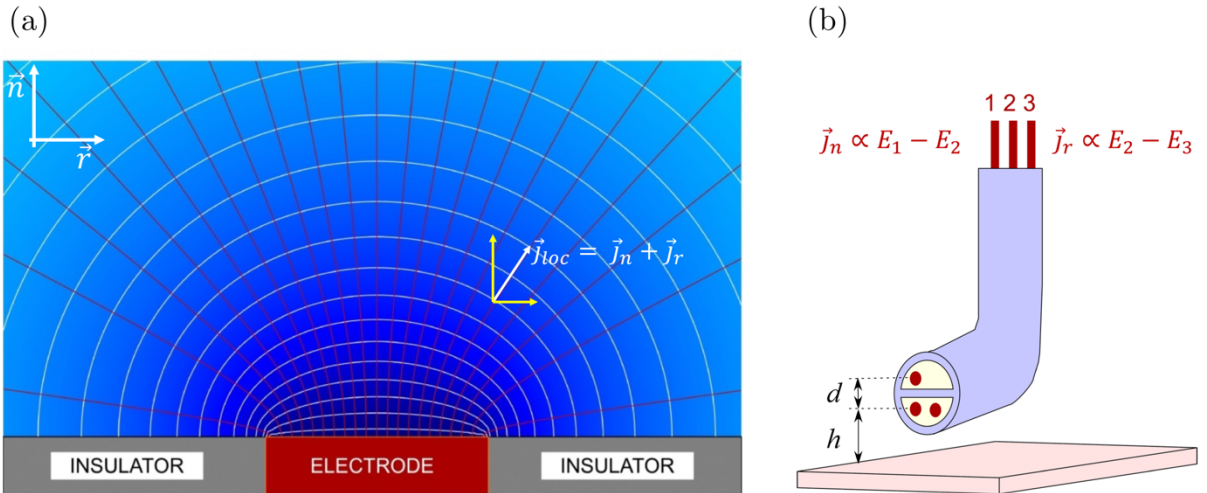 (a)
(b)
n⃗
r⃗
j⃗loc = j⃗n + j⃗r
INSULATOR
ELECTRODE
INSULATOR
1 2 3
j⃗n ∝ E1 − E2
j⃗r ∝ E2 − E3
d
h